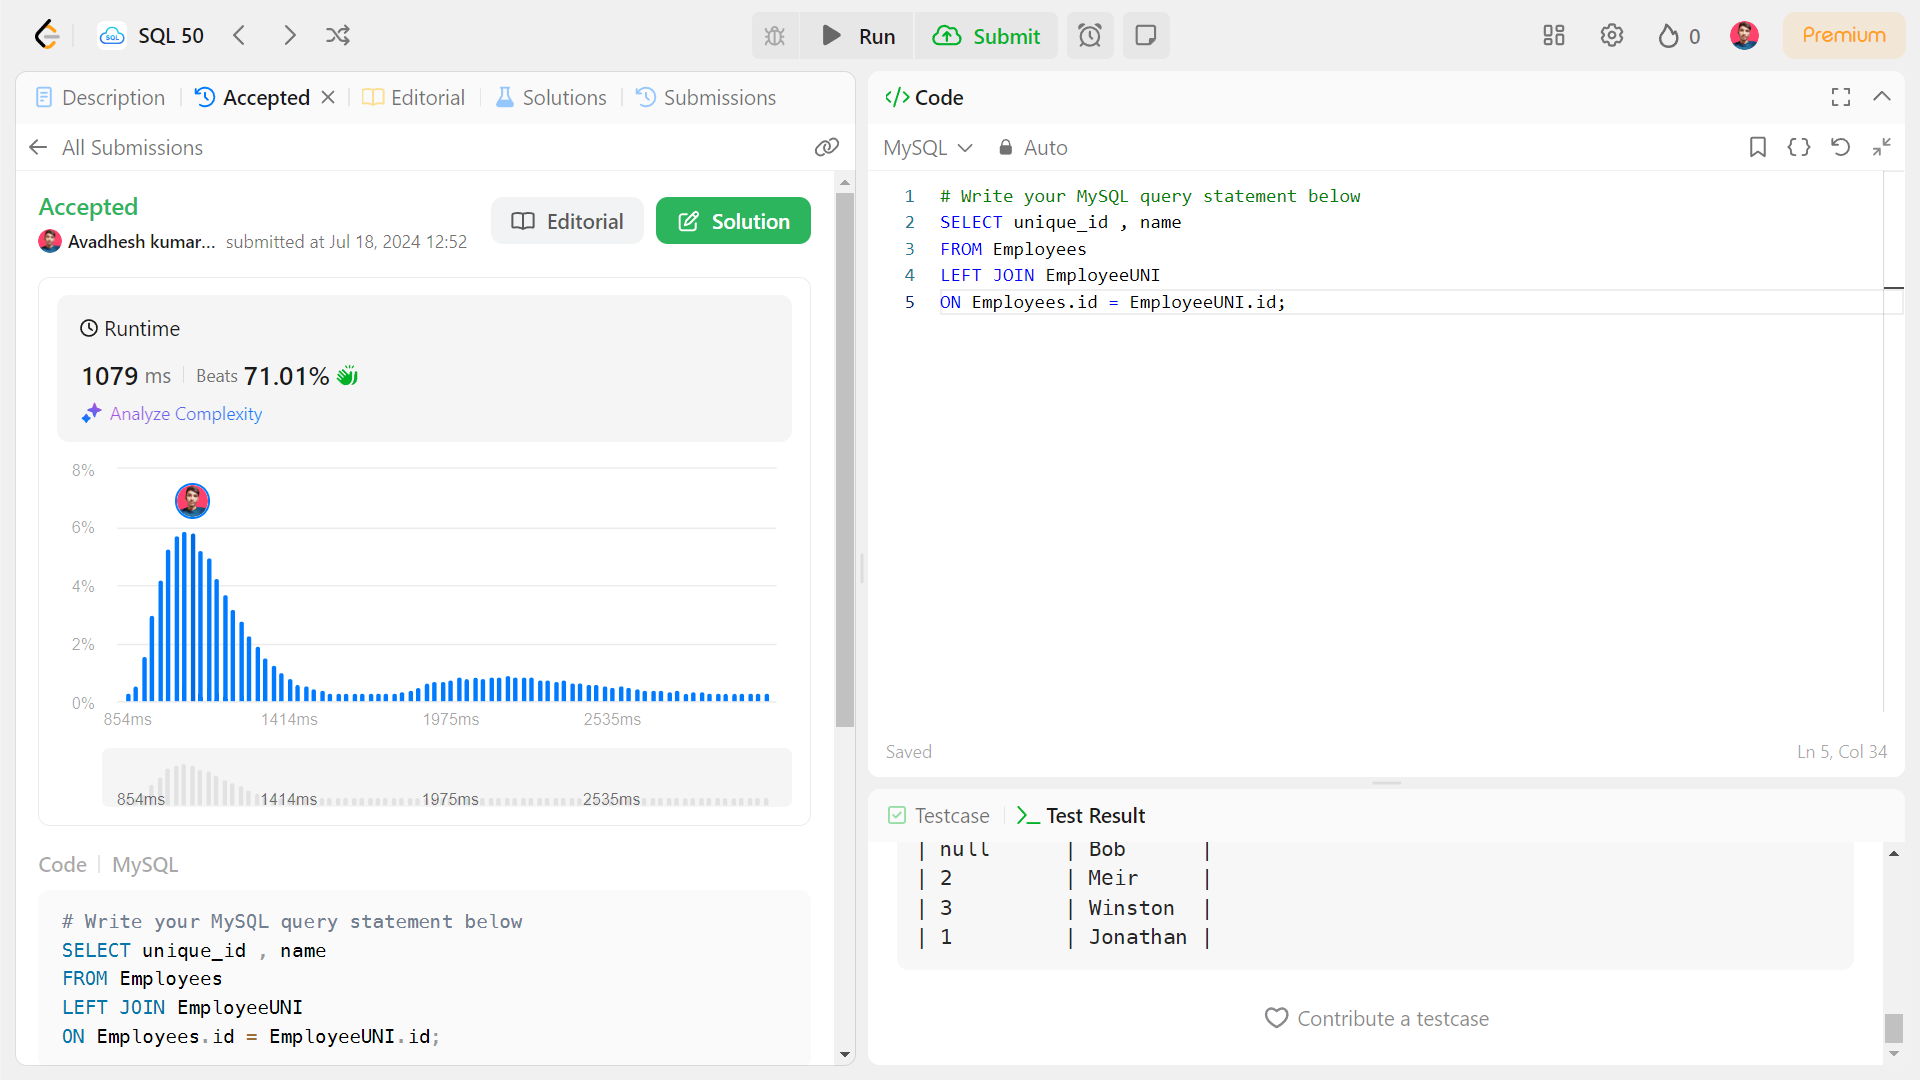 SQL 50
Run
Submit
0
Premium
Description
Accepted
Editorial
Solutions
Submissions
All Submissions
Accepted
Avadhesh kumar...
submitted at Jul 18, 2024 12:52
Editorial
Solution
Runtime
1079 ms
Beats 71.01%
Analyze Complexity
8%
6%
4%
2%
0%
854ms 1414ms 1975ms 2535ms
854ms 1414ms 1975ms 2535ms
Code
MySQL
# Write your MySQL query statement below
SELECT unique_id , name
FROM Employees
LEFT JOIN EmployeeUNI
ON Employees.id = EmployeeUNI.id;
</> Code
MySQL
Auto
1 # Write your MySQL query statement below
2 SELECT unique_id , name
3 FROM Employees
4 LEFT JOIN EmployeeUNI
5 ON Employees.id = EmployeeUNI.id;
Saved
Ln 5, Col 34
Testcase
Test Result
| null | Bob |
| 2 | Meir |
| 3 | Winston |
| 1 | Jonathan |
Contribute a testcase